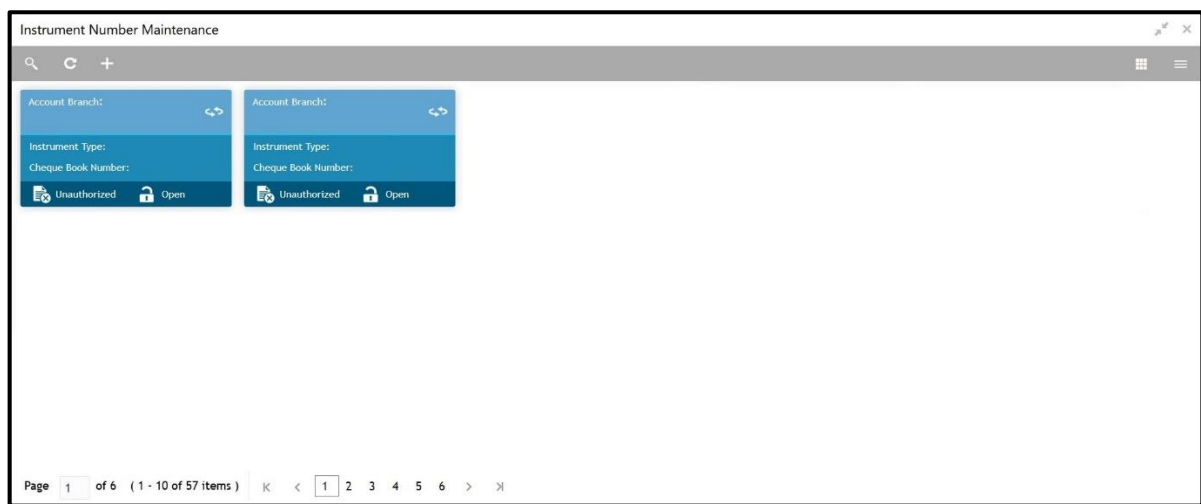 Instrument Number Maintenance
Account Branch: Account Branch:
Instrument Type: Instrument Type:
Cheque Book Number: Cheque Book Number:
Unauthorized Open Unauthorized Open
Page 1 of 6 ( 1 - 10 of 57 items ) 1 2 3 4 5 6